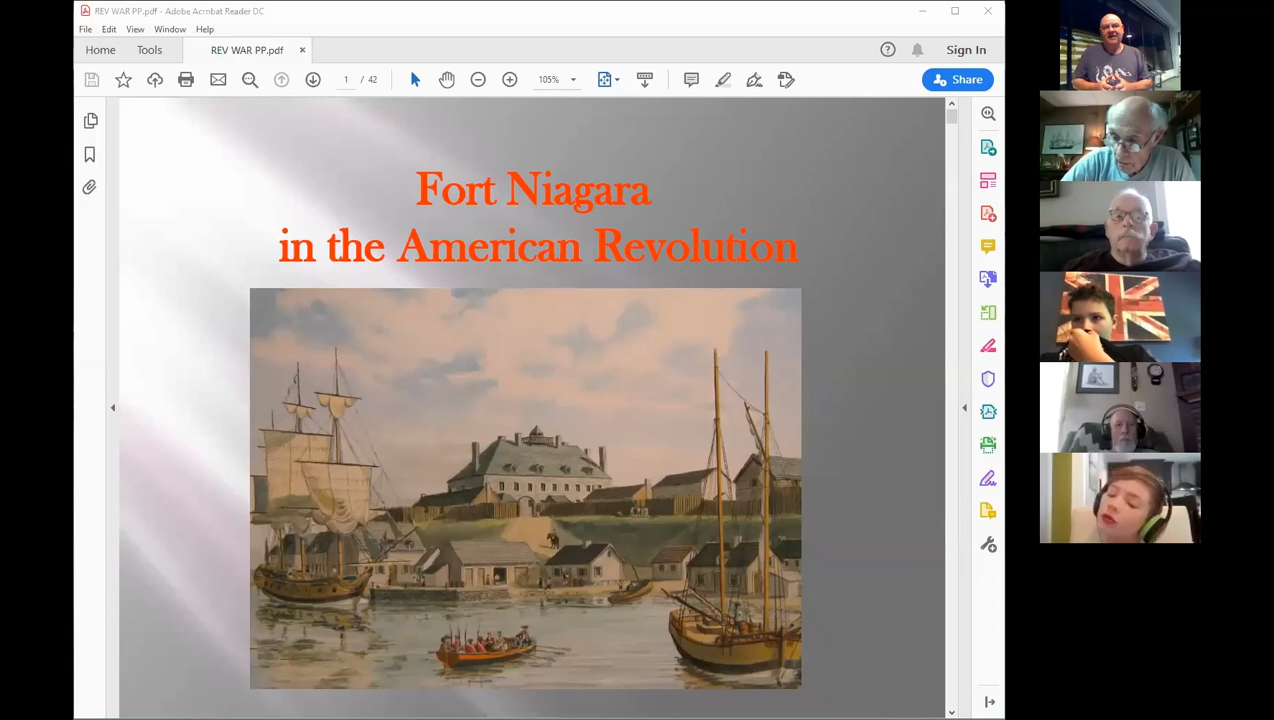 REV WAR PP.pdf - Adobe Acrobat Reader DC
File Edit View Window Help
Home Tools REV WAR PP.pdf × Sign In
1 / 42 105% Share
Fort Niagara
in the American Revolution